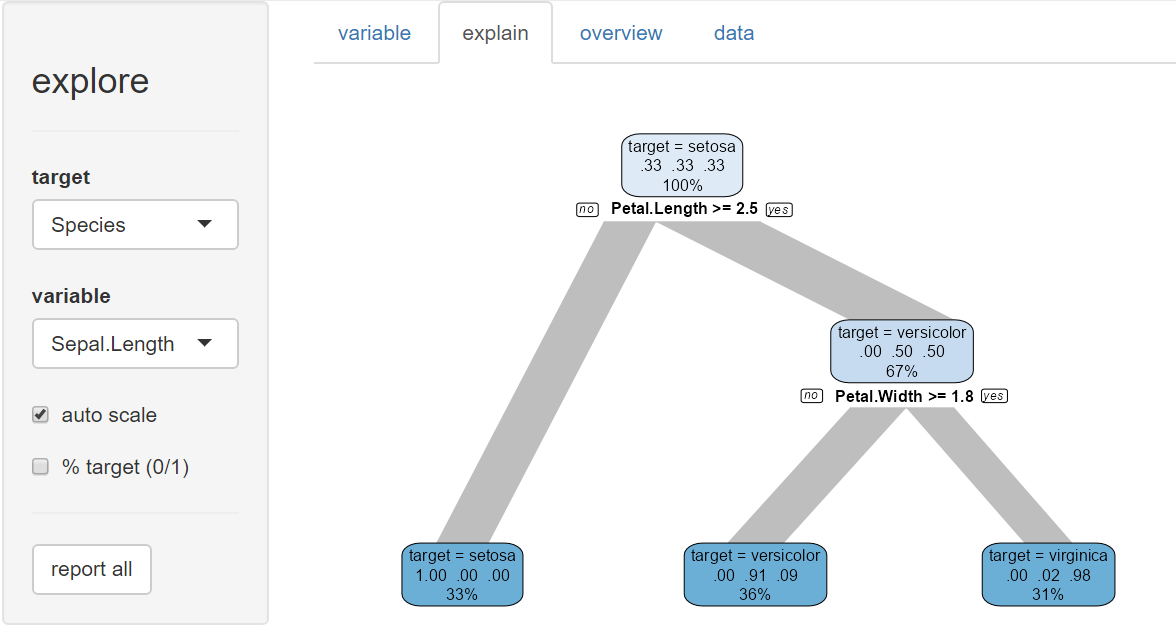 explore
target
Species
variable
Sepal.Length
auto scale
% target (0/1)
report all
variable explain overview data
target = setosa
.33 .33 .33
100%
no Petal.Length >= 2.5 yes
target = versicolor
.00 .50 .50
67%
no Petal.Width >= 1.8 yes
target = setosa
1.00 .00 .00
33%
target = versicolor
.00 .91 .09
36%
target = virginica
.00 .02 .98
31%